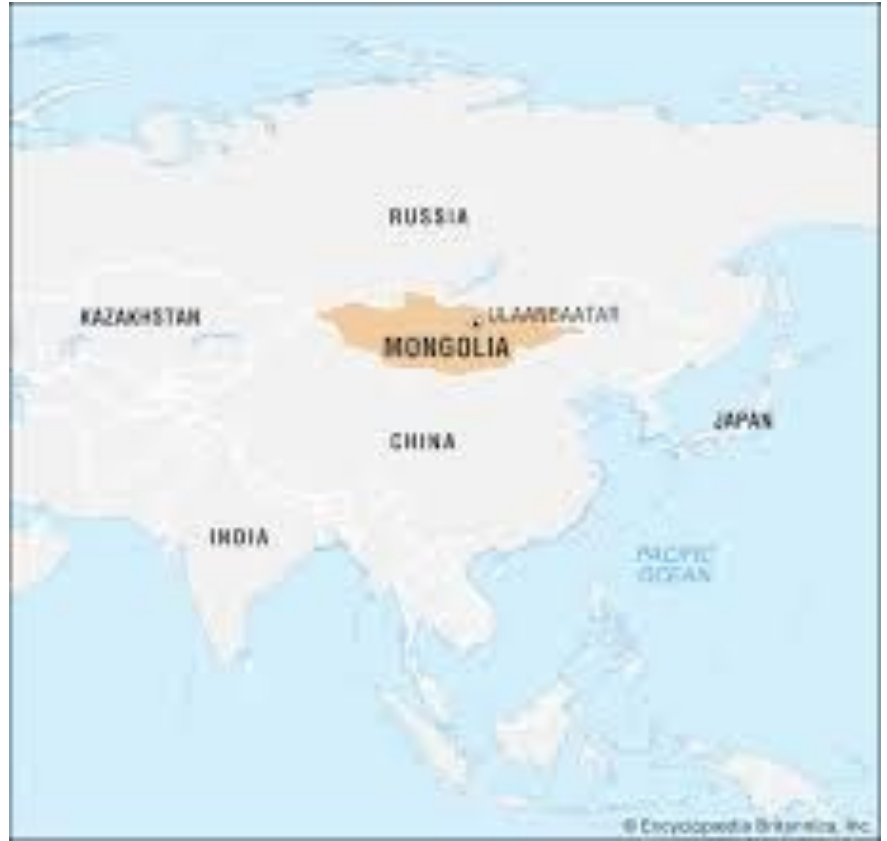 RUSSIA
KAZAKHSTAN
ULAANBAATAR
MONGOLIA
JAPAN
CHINA
INDIA
PACIFIC
OCEAN
© Encyclopædia Britannica, Inc.